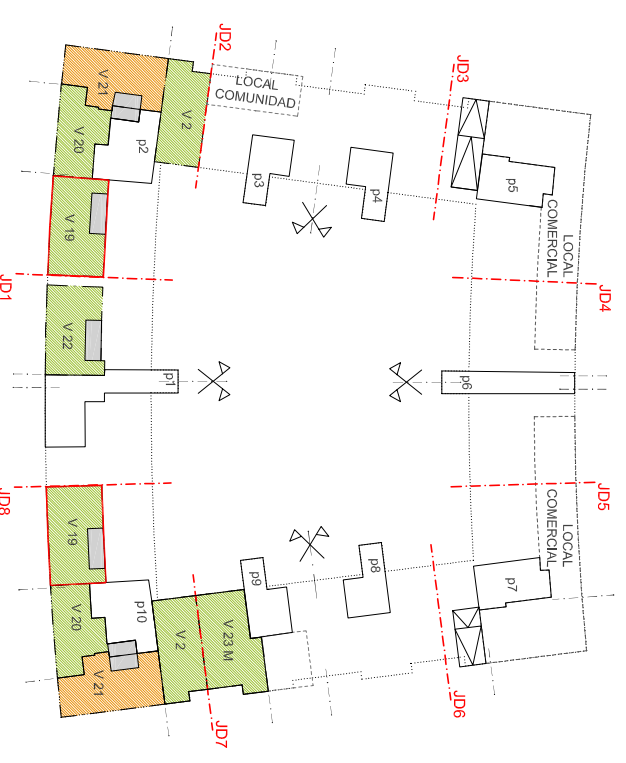 JD2
JD3
LOCAL
COMUNIDAD
V 21
V 2
V 20
p2
p3
p4
p5
LOCAL
COMERCIAL
V 19
JD1
JD4
V 22
p1
p6
JD8
JD5
LOCAL
COMERCIAL
V 19
p9
p8
p7
V 20
p10
V 2
V 23 M
V 21
JD7
JD6